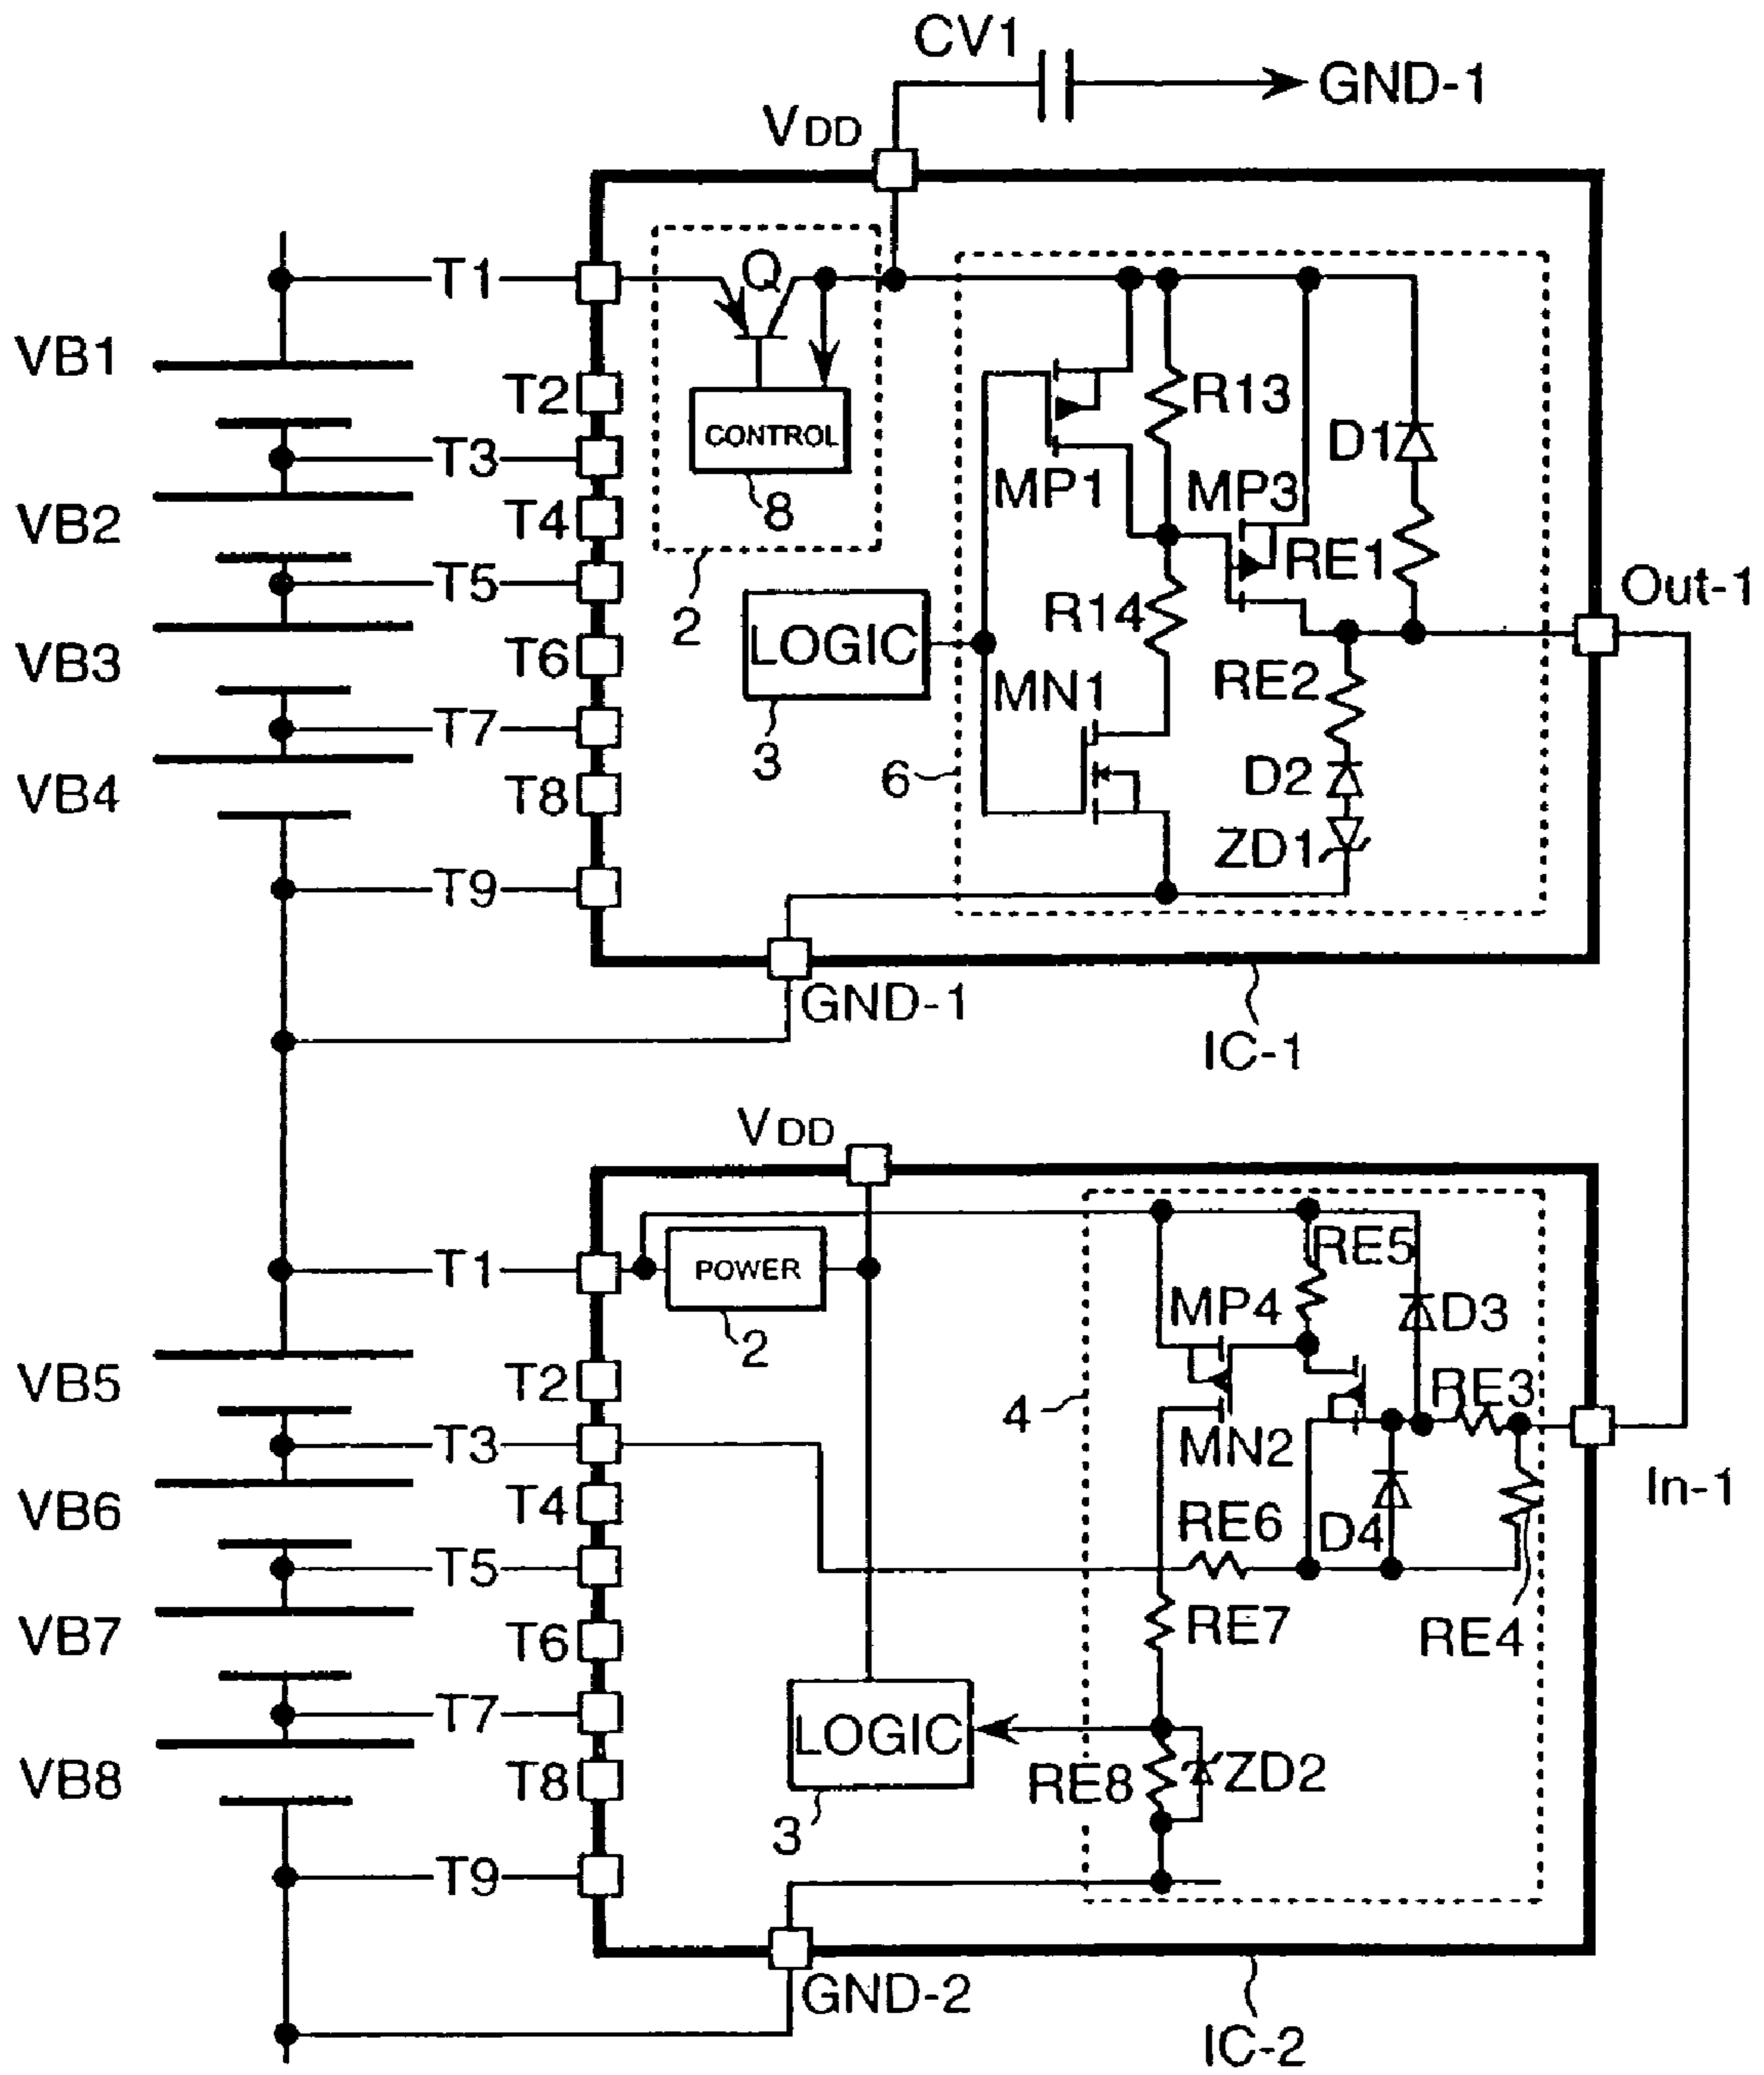 CV1
GND-1
VDD
T1
Q
VB1
T2
CONTROL
R13
D1
8
MP1
MP3
T3
VB2
T4
RE1
T5
2
R14
Out-1
LOGIC
VB3
T6
MN1
RE2
T7
3
6
D2
VB4
T8
ZD1
T9
GND-1
IC-1
VDD
RE5
T1
POWER
MP4
D3
2
VB5
T2
4
RE3
T3
MN2
In-1
VB6
T4
RE6
D4
T5
VB7
T6
RE7
RE4
T7
LOGIC
VB8
T8
RE8
ZD2
3
T9
GND-2
IC-2